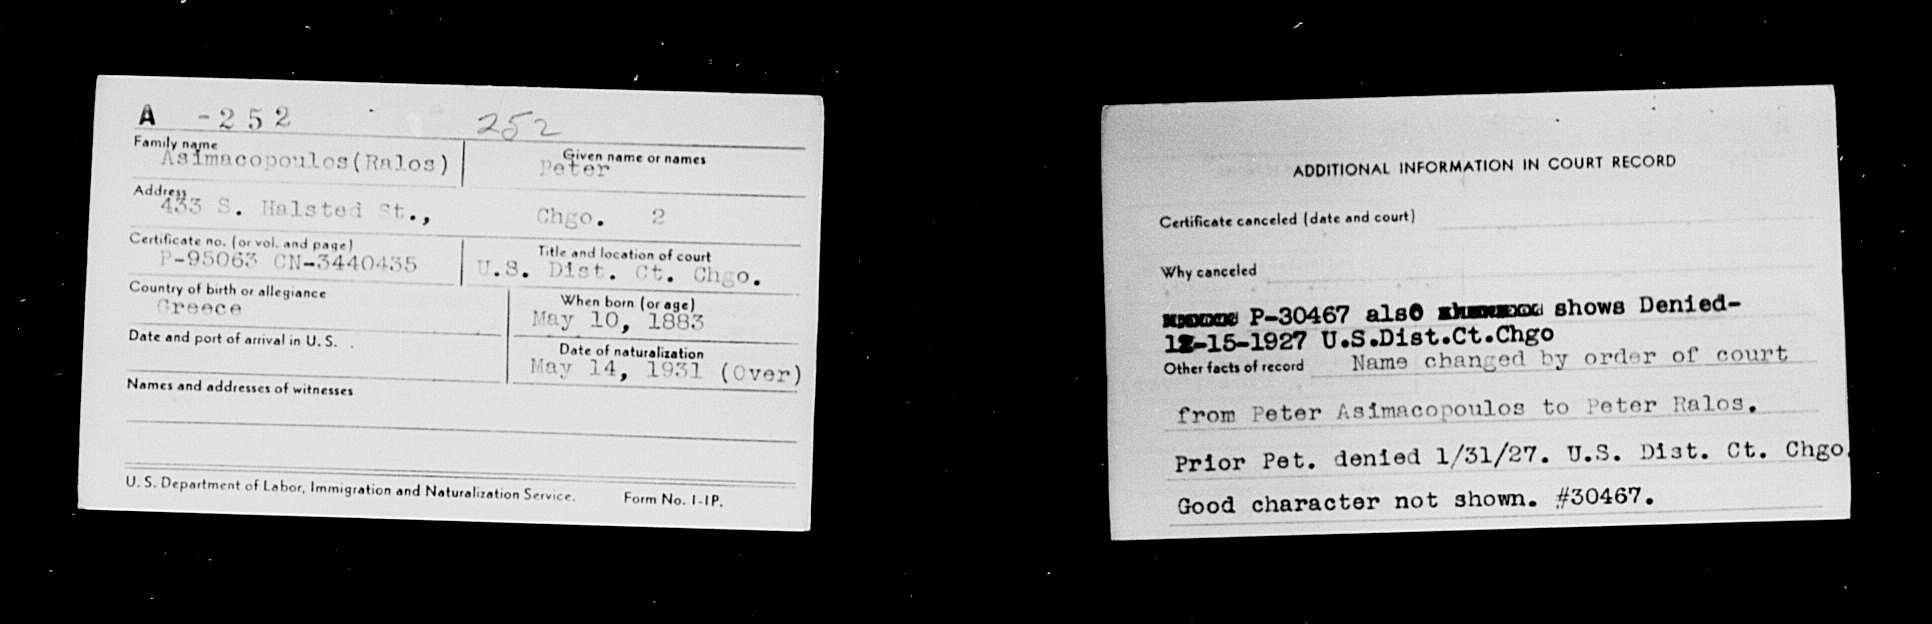 A -252 252
Family name Given name or names
Asimacopoulos(Ralos) Peter
Address
433 S. Halsted St., Chgo. 2
Certificate no. (or vol. and page) Title and location of court
P-95063 CN-3440435 U.S. Dist. Ct. Chgo.
Country of birth or allegiance When born (or age)
Greece May 10, 1883
Date and port of arrival in U. S. . Date of naturalization
May 14, 1931 (Over)
Names and addresses of witnesses
U. S. Department of Labor, Immigration and Naturalization Service. Form No. I-IP.
ADDITIONAL INFORMATION IN COURT RECORD
Certificate canceled (date and court)
Why canceled
P-30467 also shows Denied-
12-15-1927 U.S.Dist.Ct.Chgo
Other facts of record Name changed by order of court
from Peter Asimacopoulos to Peter Ralos.
Prior Pet. denied 1/31/27. U.S. Dist. Ct. Chgo.
Good character not shown. #30467.